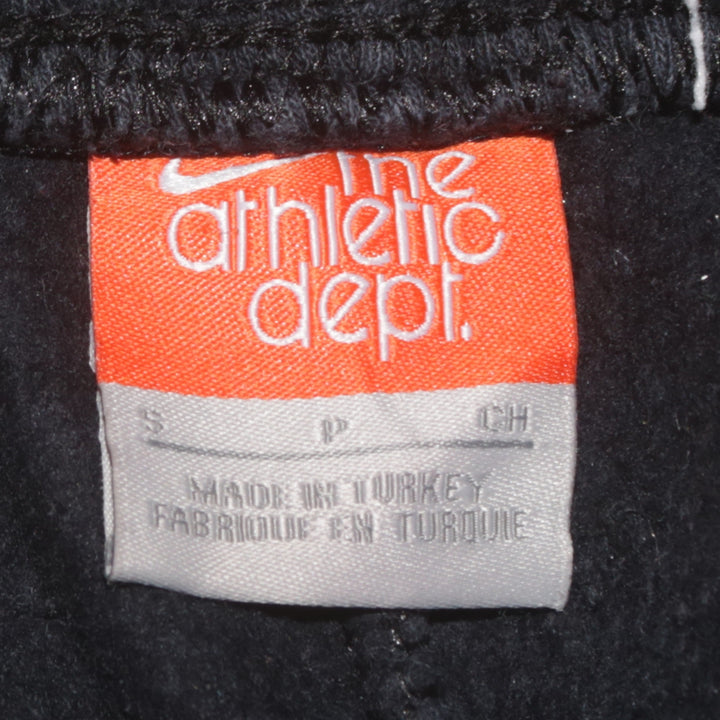 The
athletic
dept.
S P CH
MADE IN TURKEY
FABRIQUE EN TURQUIE